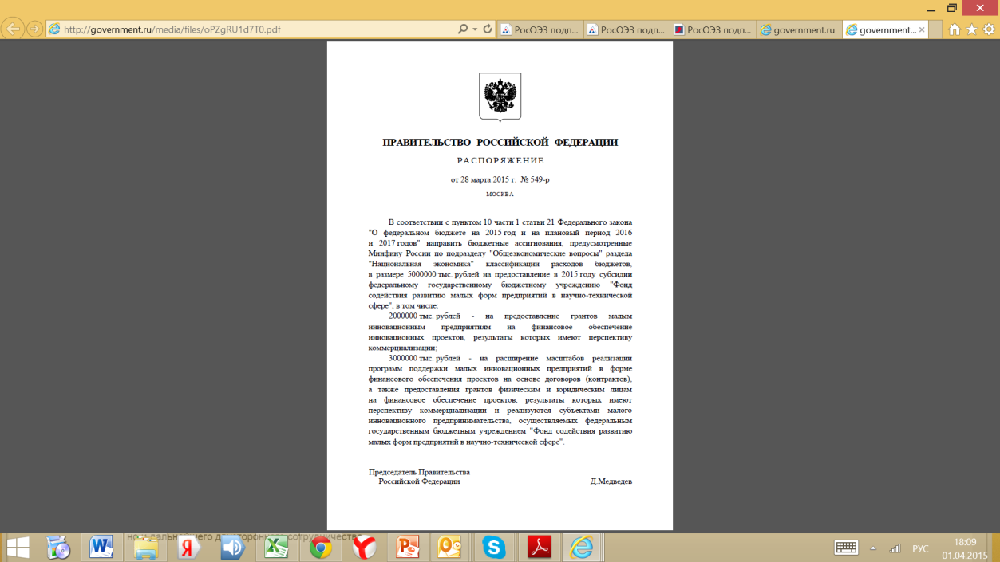 http://government.ru/media/files/oPZgRU1d7T0.pdf
РосОЭЗ подп...
РосОЭЗ подп...
РосОЭЗ подп...
government.ru
government...
ПРАВИТЕЛЬСТВО РОССИЙСКОЙ ФЕДЕРАЦИИ
РАСПОРЯЖЕНИЕ
от 28 марта 2015 г. № 549-р
МОСКВА
В соответствии с пунктом 10 части 1 статьи 21 Федерального закона
"О федеральном бюджете на 2015 год и на плановый период 2016
и 2017 годов" направить бюджетные ассигнования, предусмотренные
Минфину России по подразделу "Общеэкономические вопросы" раздела
"Национальная экономика" классификации расходов бюджетов,
в размере 5000000 тыс. рублей на предоставление в 2015 году субсидии
федеральному государственному бюджетному учреждению "Фонд
содействия развитию малых форм предприятий в научно-технической
сфере", в том числе:
2000000 тыс. рублей - на предоставление грантов малым
инновационным предприятиям на финансовое обеспечение
инновационных проектов, результаты которых имеют перспективу
коммерциализации;
3000000 тыс. рублей - на расширение масштабов реализации
программ поддержки малых инновационных предприятий в форме
финансового обеспечения проектов на основе договоров (контрактов),
а также предоставления грантов физическим и юридическим лицам
на финансовое обеспечение проектов, результаты которых имеют
перспективу коммерциализации и реализуются субъектами малого
инновационного предпринимательства, осуществляемых федеральным
государственным бюджетным учреждением "Фонд содействия развитию
малых форм предприятий в научно-технической сфере".
Председатель Правительства
Российской Федерации
Д.Медведев
сотрудничества
РУС
18:09
01.04.2015